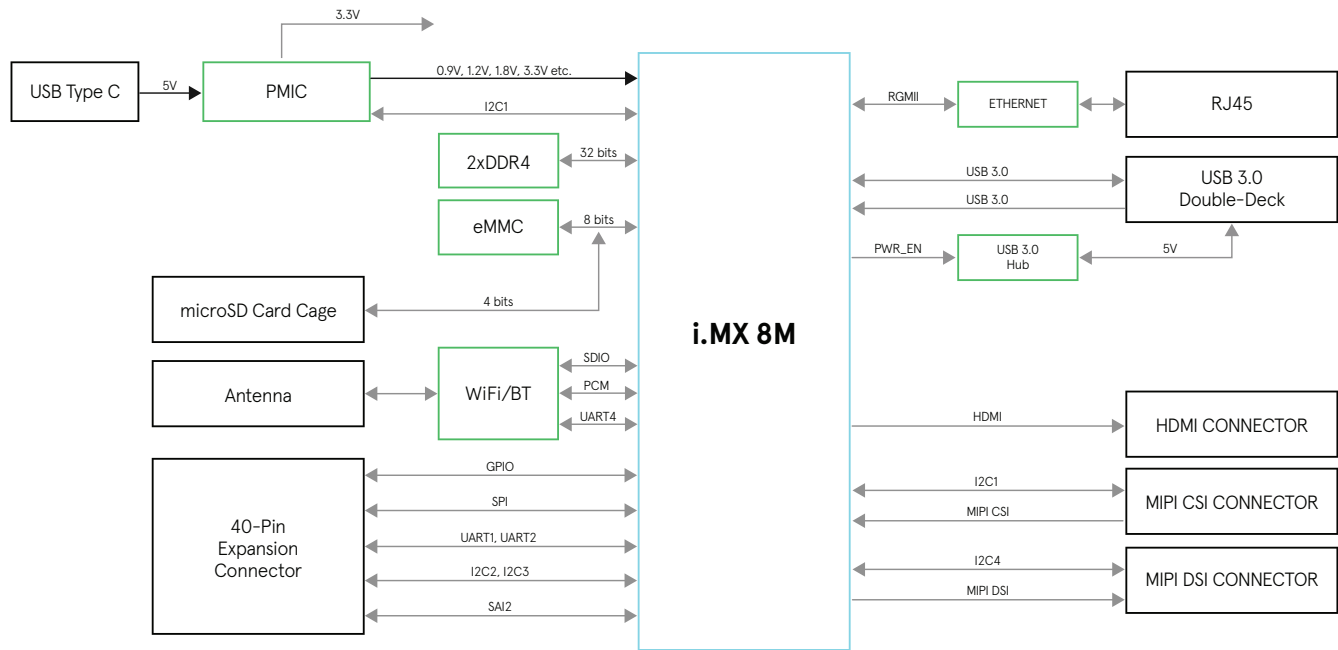 3.3V
USB Type C
5V
PMIC
0.9V, 1.2V, 1.8V, 3.3V etc.
I2C1
2xDDR4
32 bits
eMMC
8 bits
microSD Card Cage
4 bits
Antenna
WiFi/BT
SDIO
PCM
UART4
40-Pin
Expansion
Connector
GPIO
SPI
UART1, UART2
I2C2, I2C3
SAI2
i.MX 8M
RGMII
ETHERNET
RJ45
USB 3.0
USB 3.0
USB 3.0
Double-Deck
PWR_EN
USB 3.0
Hub
5V
HDMI
HDMI CONNECTOR
I2C1
MIPI CSI
MIPI CSI CONNECTOR
I2C4
MIPI DSI
MIPI DSI CONNECTOR